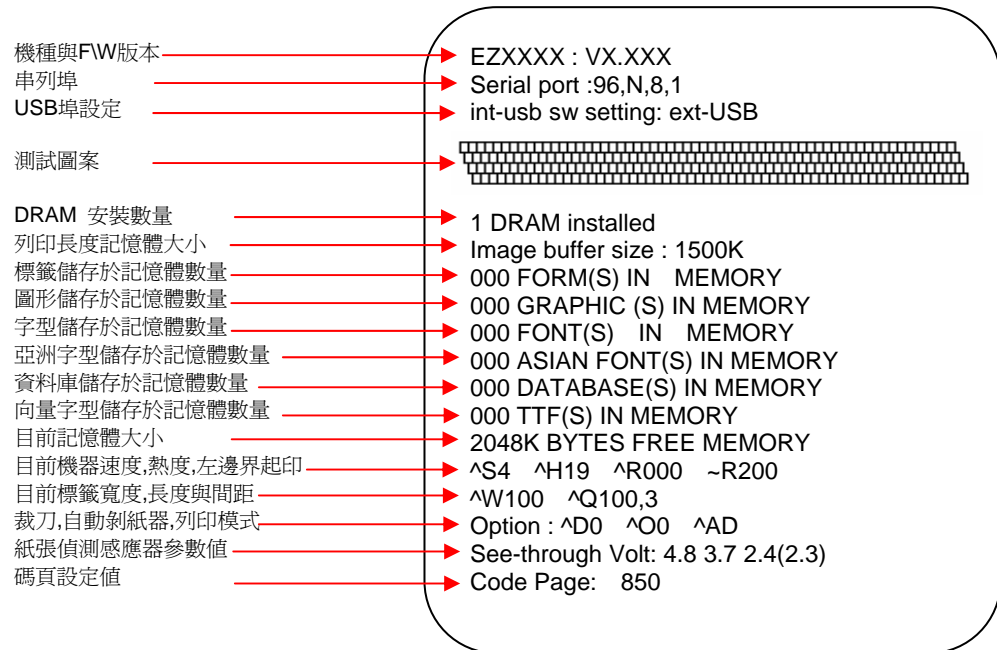 機種與F\W版本 EZXXXX : VX.XXX
串列埠 Serial port :96,N,8,1
USB埠設定 int-usb sw setting: ext-USB
測試圖案
DRAM 安裝數量 1 DRAM installed
列印長度記憶體大小 Image buffer size : 1500K
標籤儲存於記憶體數量 000 FORM(S) IN MEMORY
圖形儲存於記憶體數量 000 GRAPHIC (S) IN MEMORY
字型儲存於記憶體數量 000 FONT(S) IN MEMORY
亞洲字型儲存於記憶體數量 000 ASIAN FONT(S) IN MEMORY
資料庫儲存於記憶體數量 000 DATABASE(S) IN MEMORY
向量字型儲存於記憶體數量 000 TTF(S) IN MEMORY
目前記憶體大小 2048K BYTES FREE MEMORY
目前機器速度,熱度,左邊界起印 ^S4 ^H19 ^R000 ~R200
目前標籤寬度,長度與間距 ^W100 ^Q100,3
裁刀,自動剝紙器,列印模式 Option : ^D0 ^O0 ^AD
紙張偵測感應器參數值 See-through Volt: 4.8 3.7 2.4(2.3)
碼頁設定值 Code Page: 850